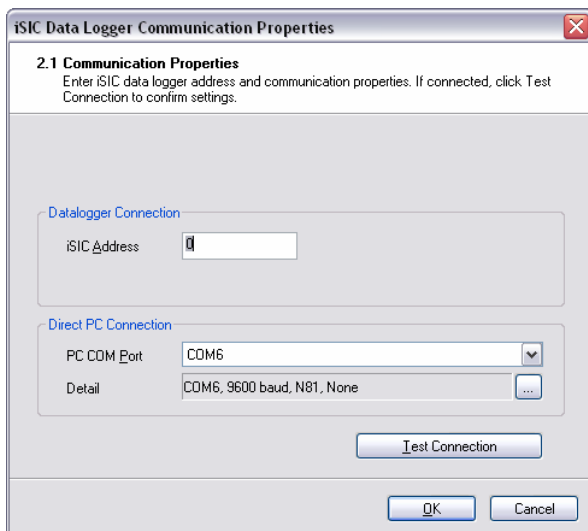 iSIC Data Logger Communication Properties
2.1 Communication Properties
Enter iSIC data logger address and communication properties. If connected, click Test
Connection to confirm settings.
Datalogger Connection
iSIC Address
0
Direct PC Connection
PC COM Port
COM6
Detail
COM6, 9600 baud, N81, None
...
Test Connection
OK
Cancel